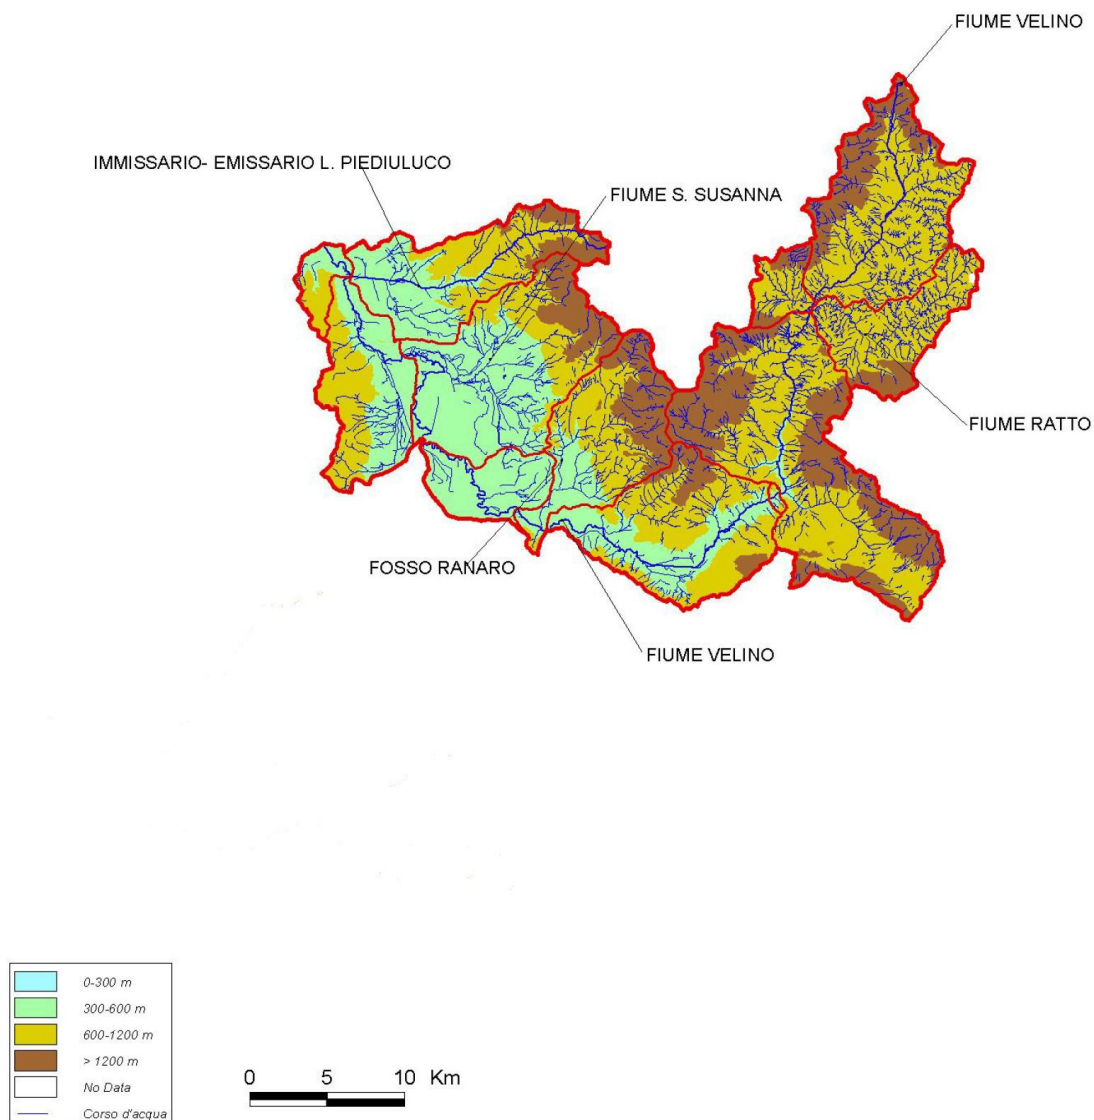 FIUME VELINO
IMMISSARIO- EMISSARIO L. PIEDIULUCO
FIUME S. SUSANNA
FIUME RATTO
FOSSO RANARO
FIUME VELINO
0-300 m
300-600 m
600-1200 m
> 1200 m
No Data
Corso d'acqua
0 5 10 Km